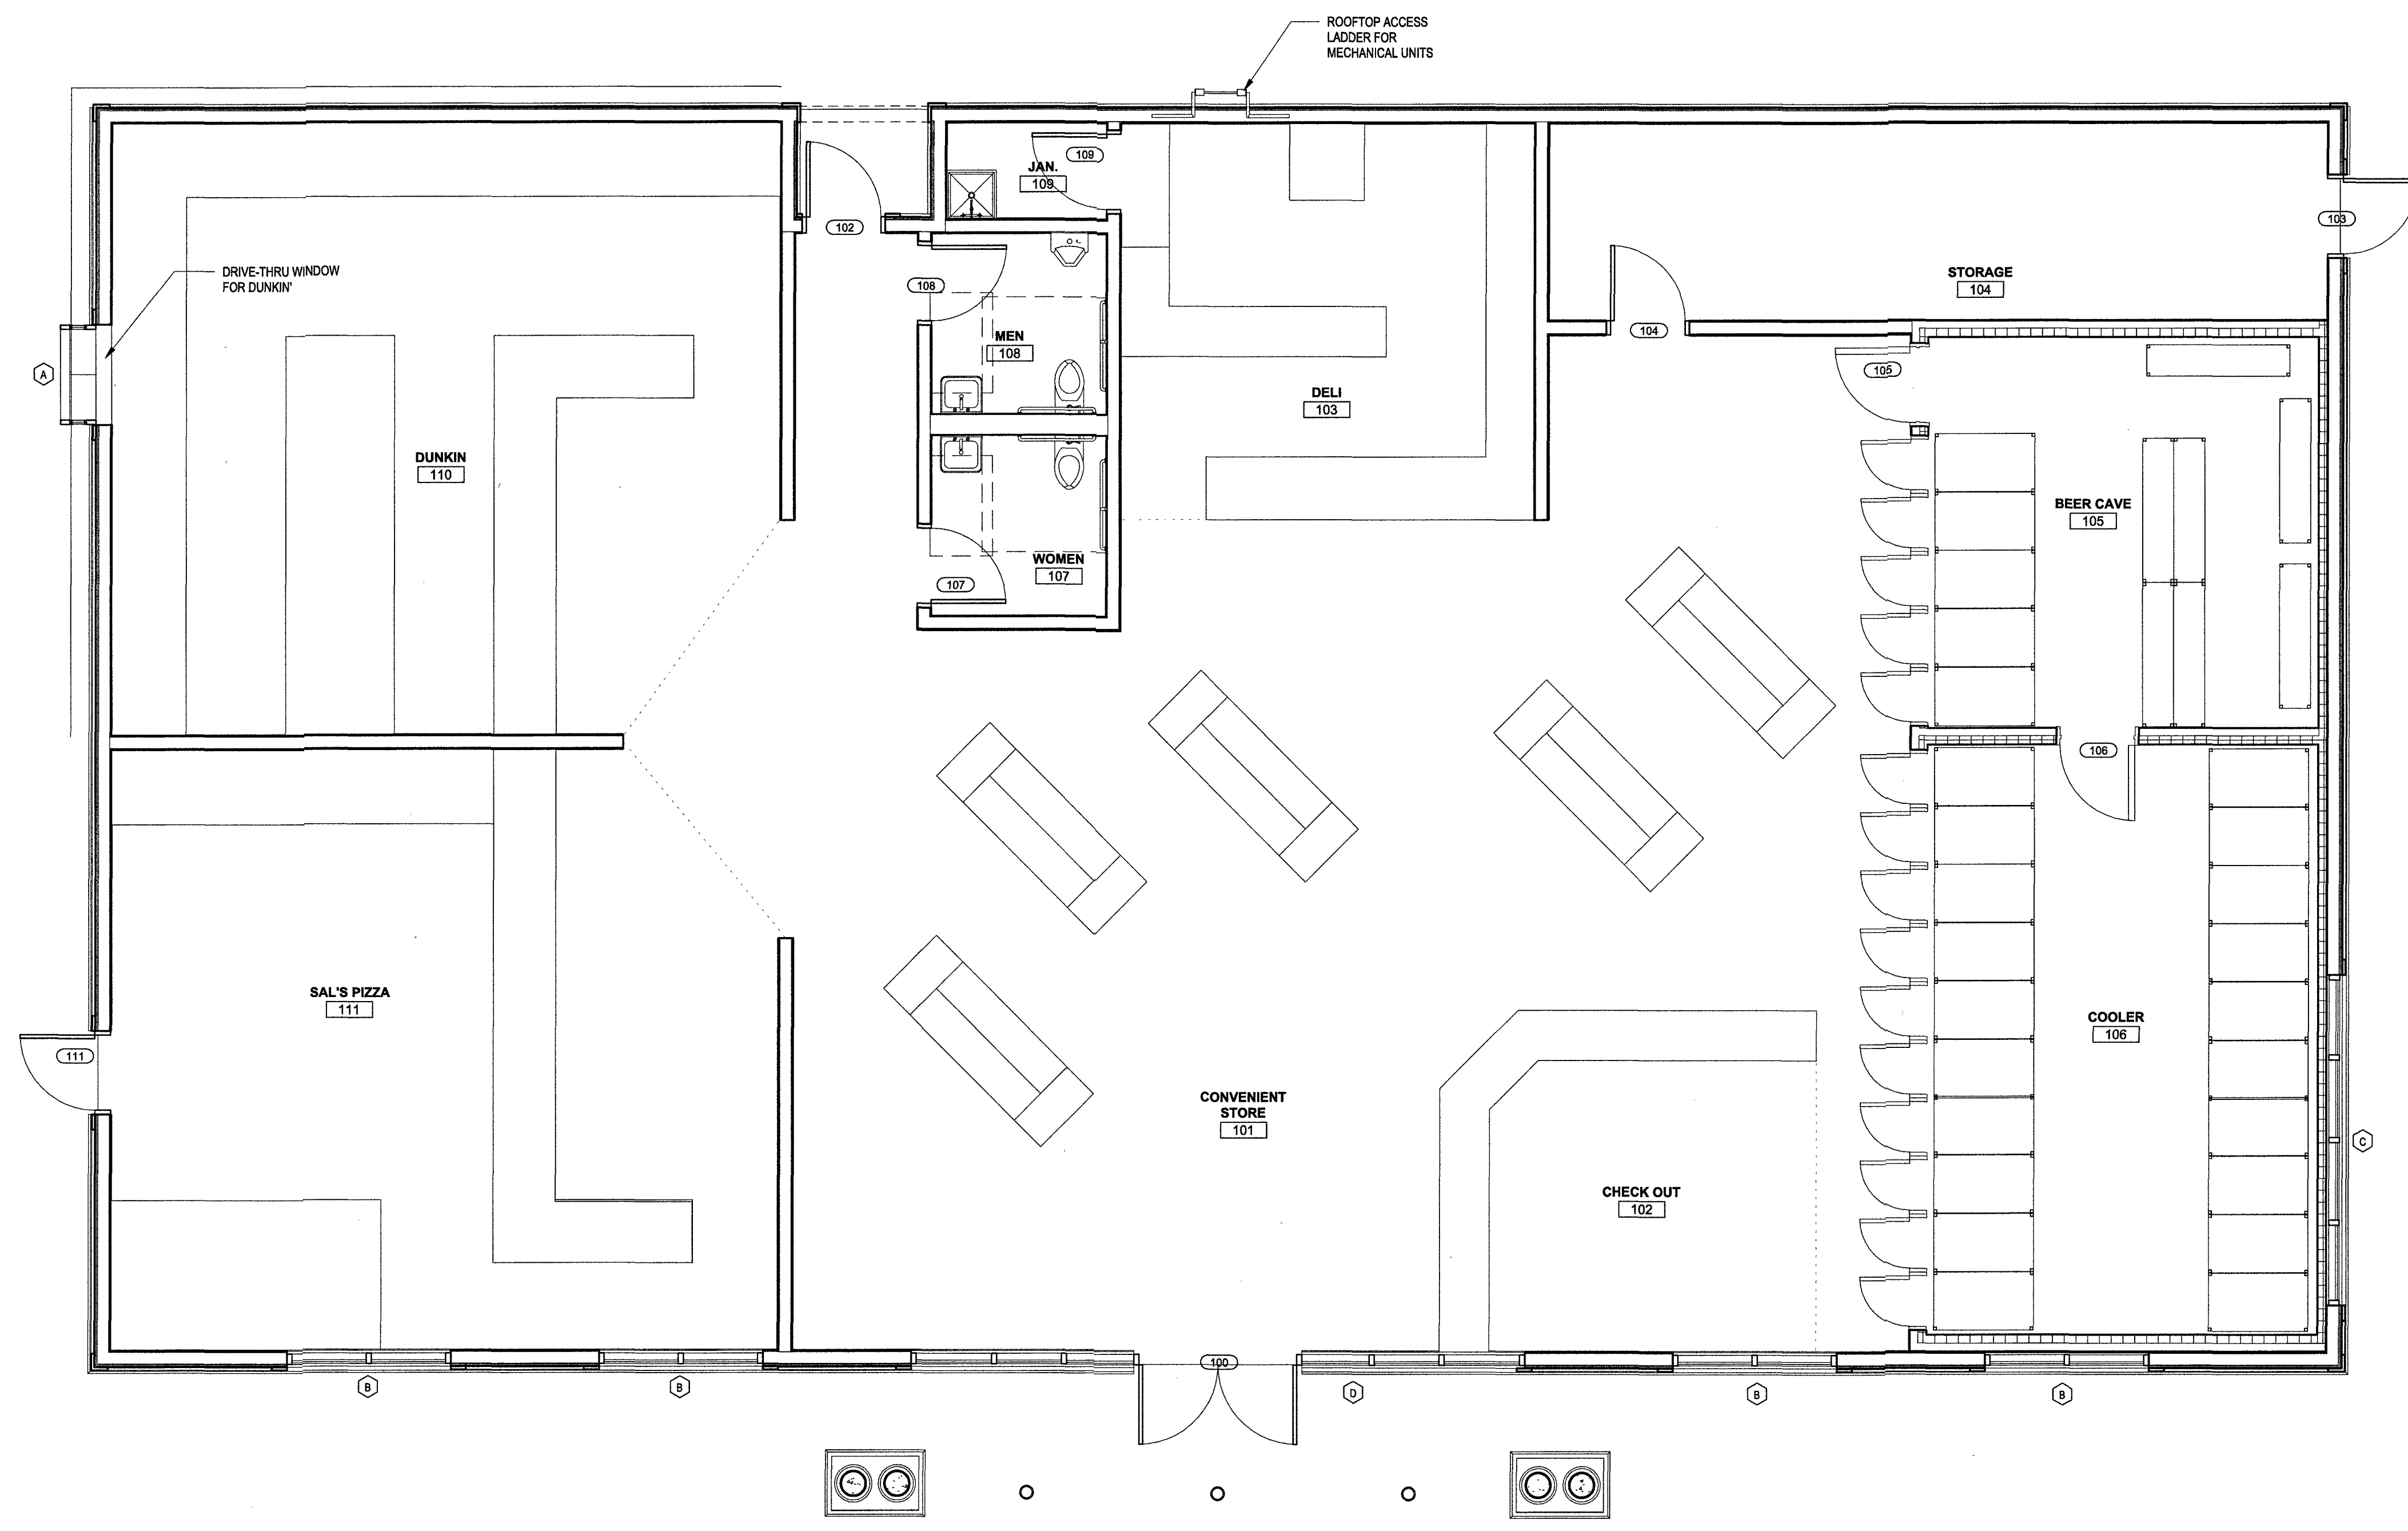 ROOFTOP ACCESS
LADDER FOR
MECHANICAL UNITS
109
JAN.
109
103
102
DRIVE-THRU WINDOW
FOR DUNKIN'
STORAGE
104
108
104
MEN
108
A
105
DELI
103
DUNKIN
110
BEER CAVE
105
WOMEN
107
107
106
SAL'S PIZZA
111
COOLER
106
111
CONVENIENT
STORE
101
C
CHECK OUT
102
100
B
B
D
B
B